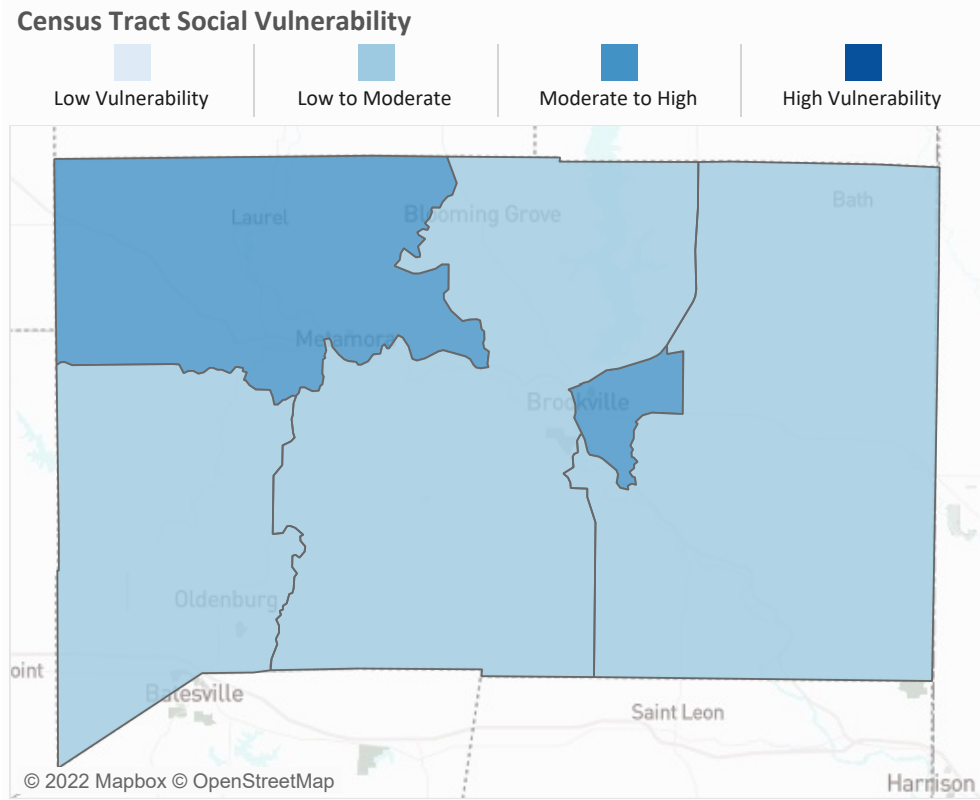 Census Tract Social Vulnerability
Low Vulnerability
Low to Moderate
Moderate to High
High Vulnerability
Laurel
Blooming Grove
Bath
Metamora
Brookville
Oldenburg
oint
Batesville
Saint Leon
© 2022 Mapbox © OpenStreetMap
Harrison